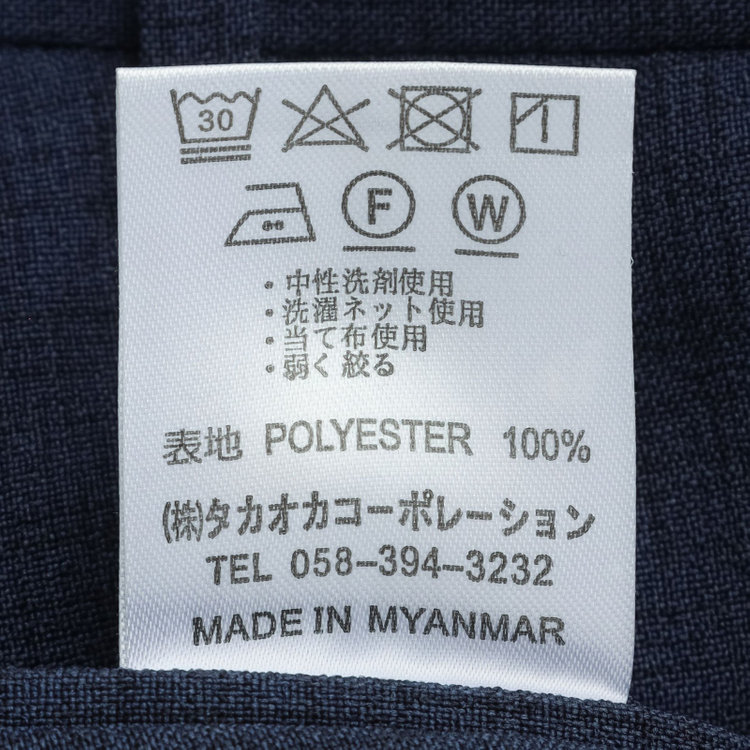 30
F W
・中性洗剤使用
・洗濯ネット使用
・当て布使用
・弱く絞る
表地 POLYESTER 100%
(株)タカオカコーポレーション
TEL 058-394-3232
MADE IN MYANMAR